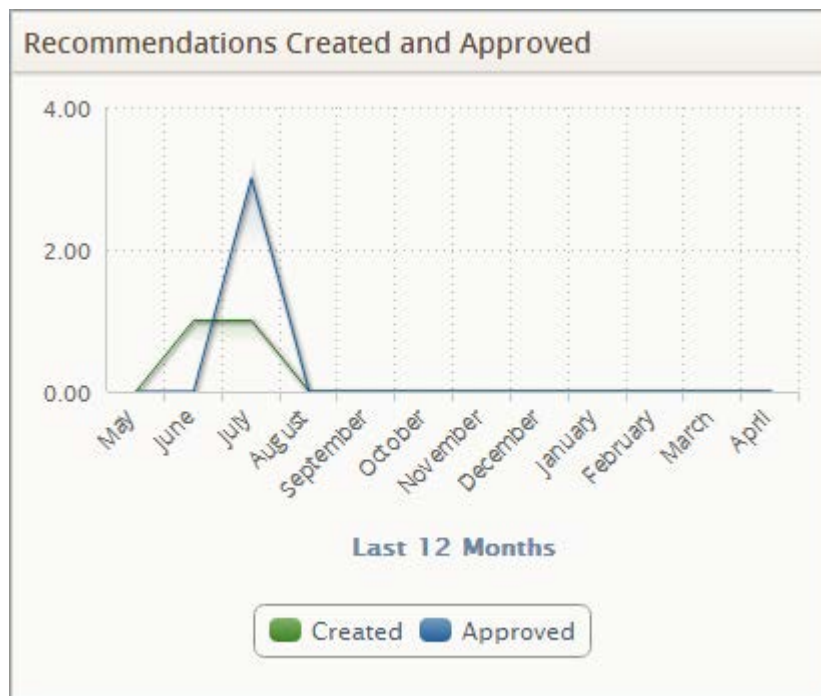 Recommendations Created and Approved
4.00
2.00
0.00
May
June
July
August
September
October
November
December
January
February
March
April
Last 12 Months
Created
Approved